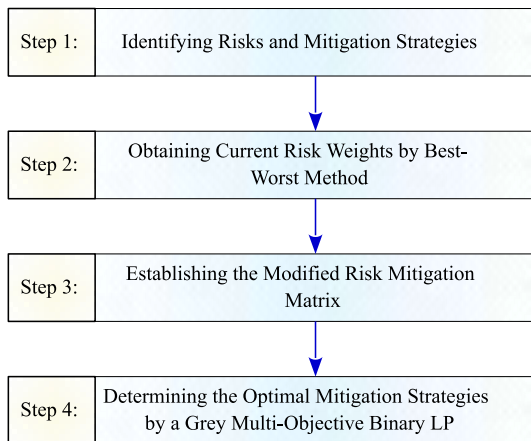 Step 1:
Identifying Risks and Mitigation Strategies
Step 2:
Obtaining Current Risk Weights by Best-
Worst Method
Step 3:
Establishing the Modified Risk Mitigation
Matrix
Step 4:
Determining the Optimal Mitigation Strategies
by a Grey Multi-Objective Binary LP